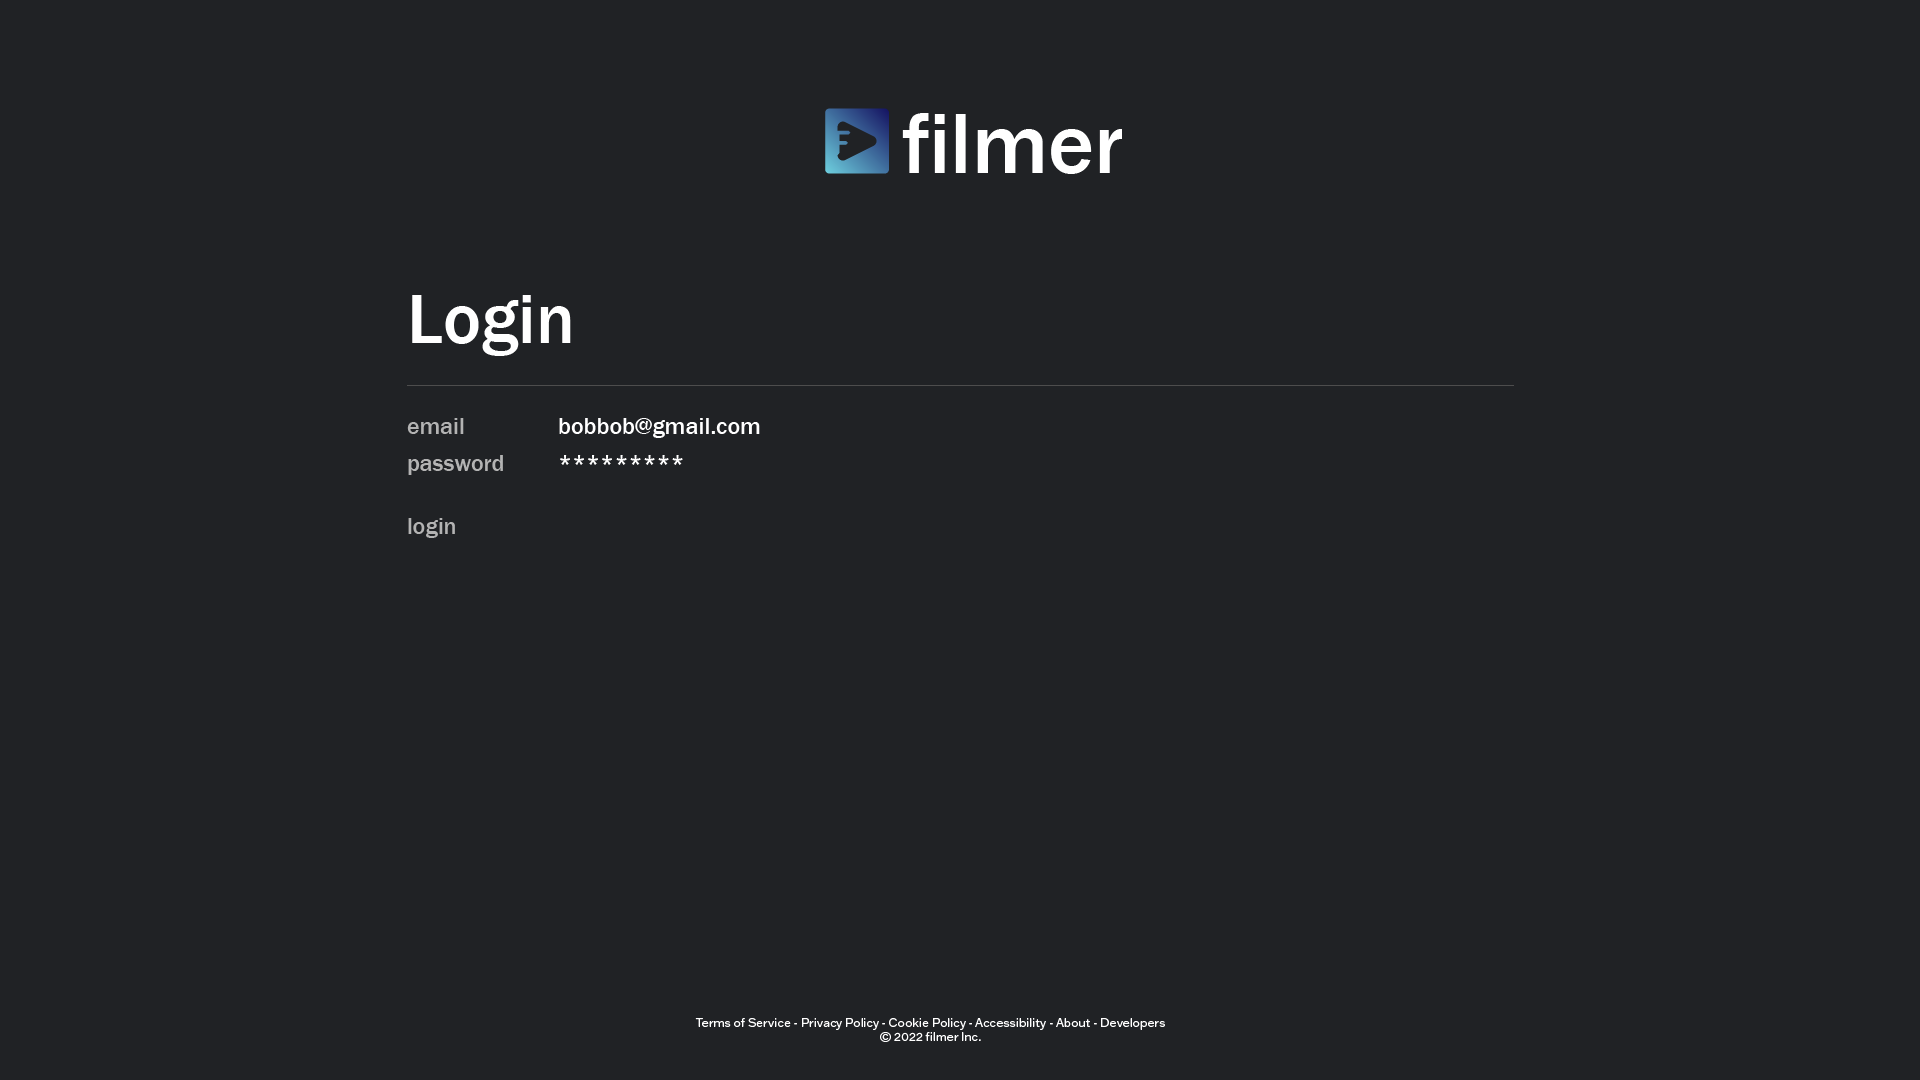 filmer
Login
email bobbob@gmail.com
password *********
login
Terms of Service - Privacy Policy - Cookie Policy - Accessibility - About - Developers
© 2022 filmer Inc.